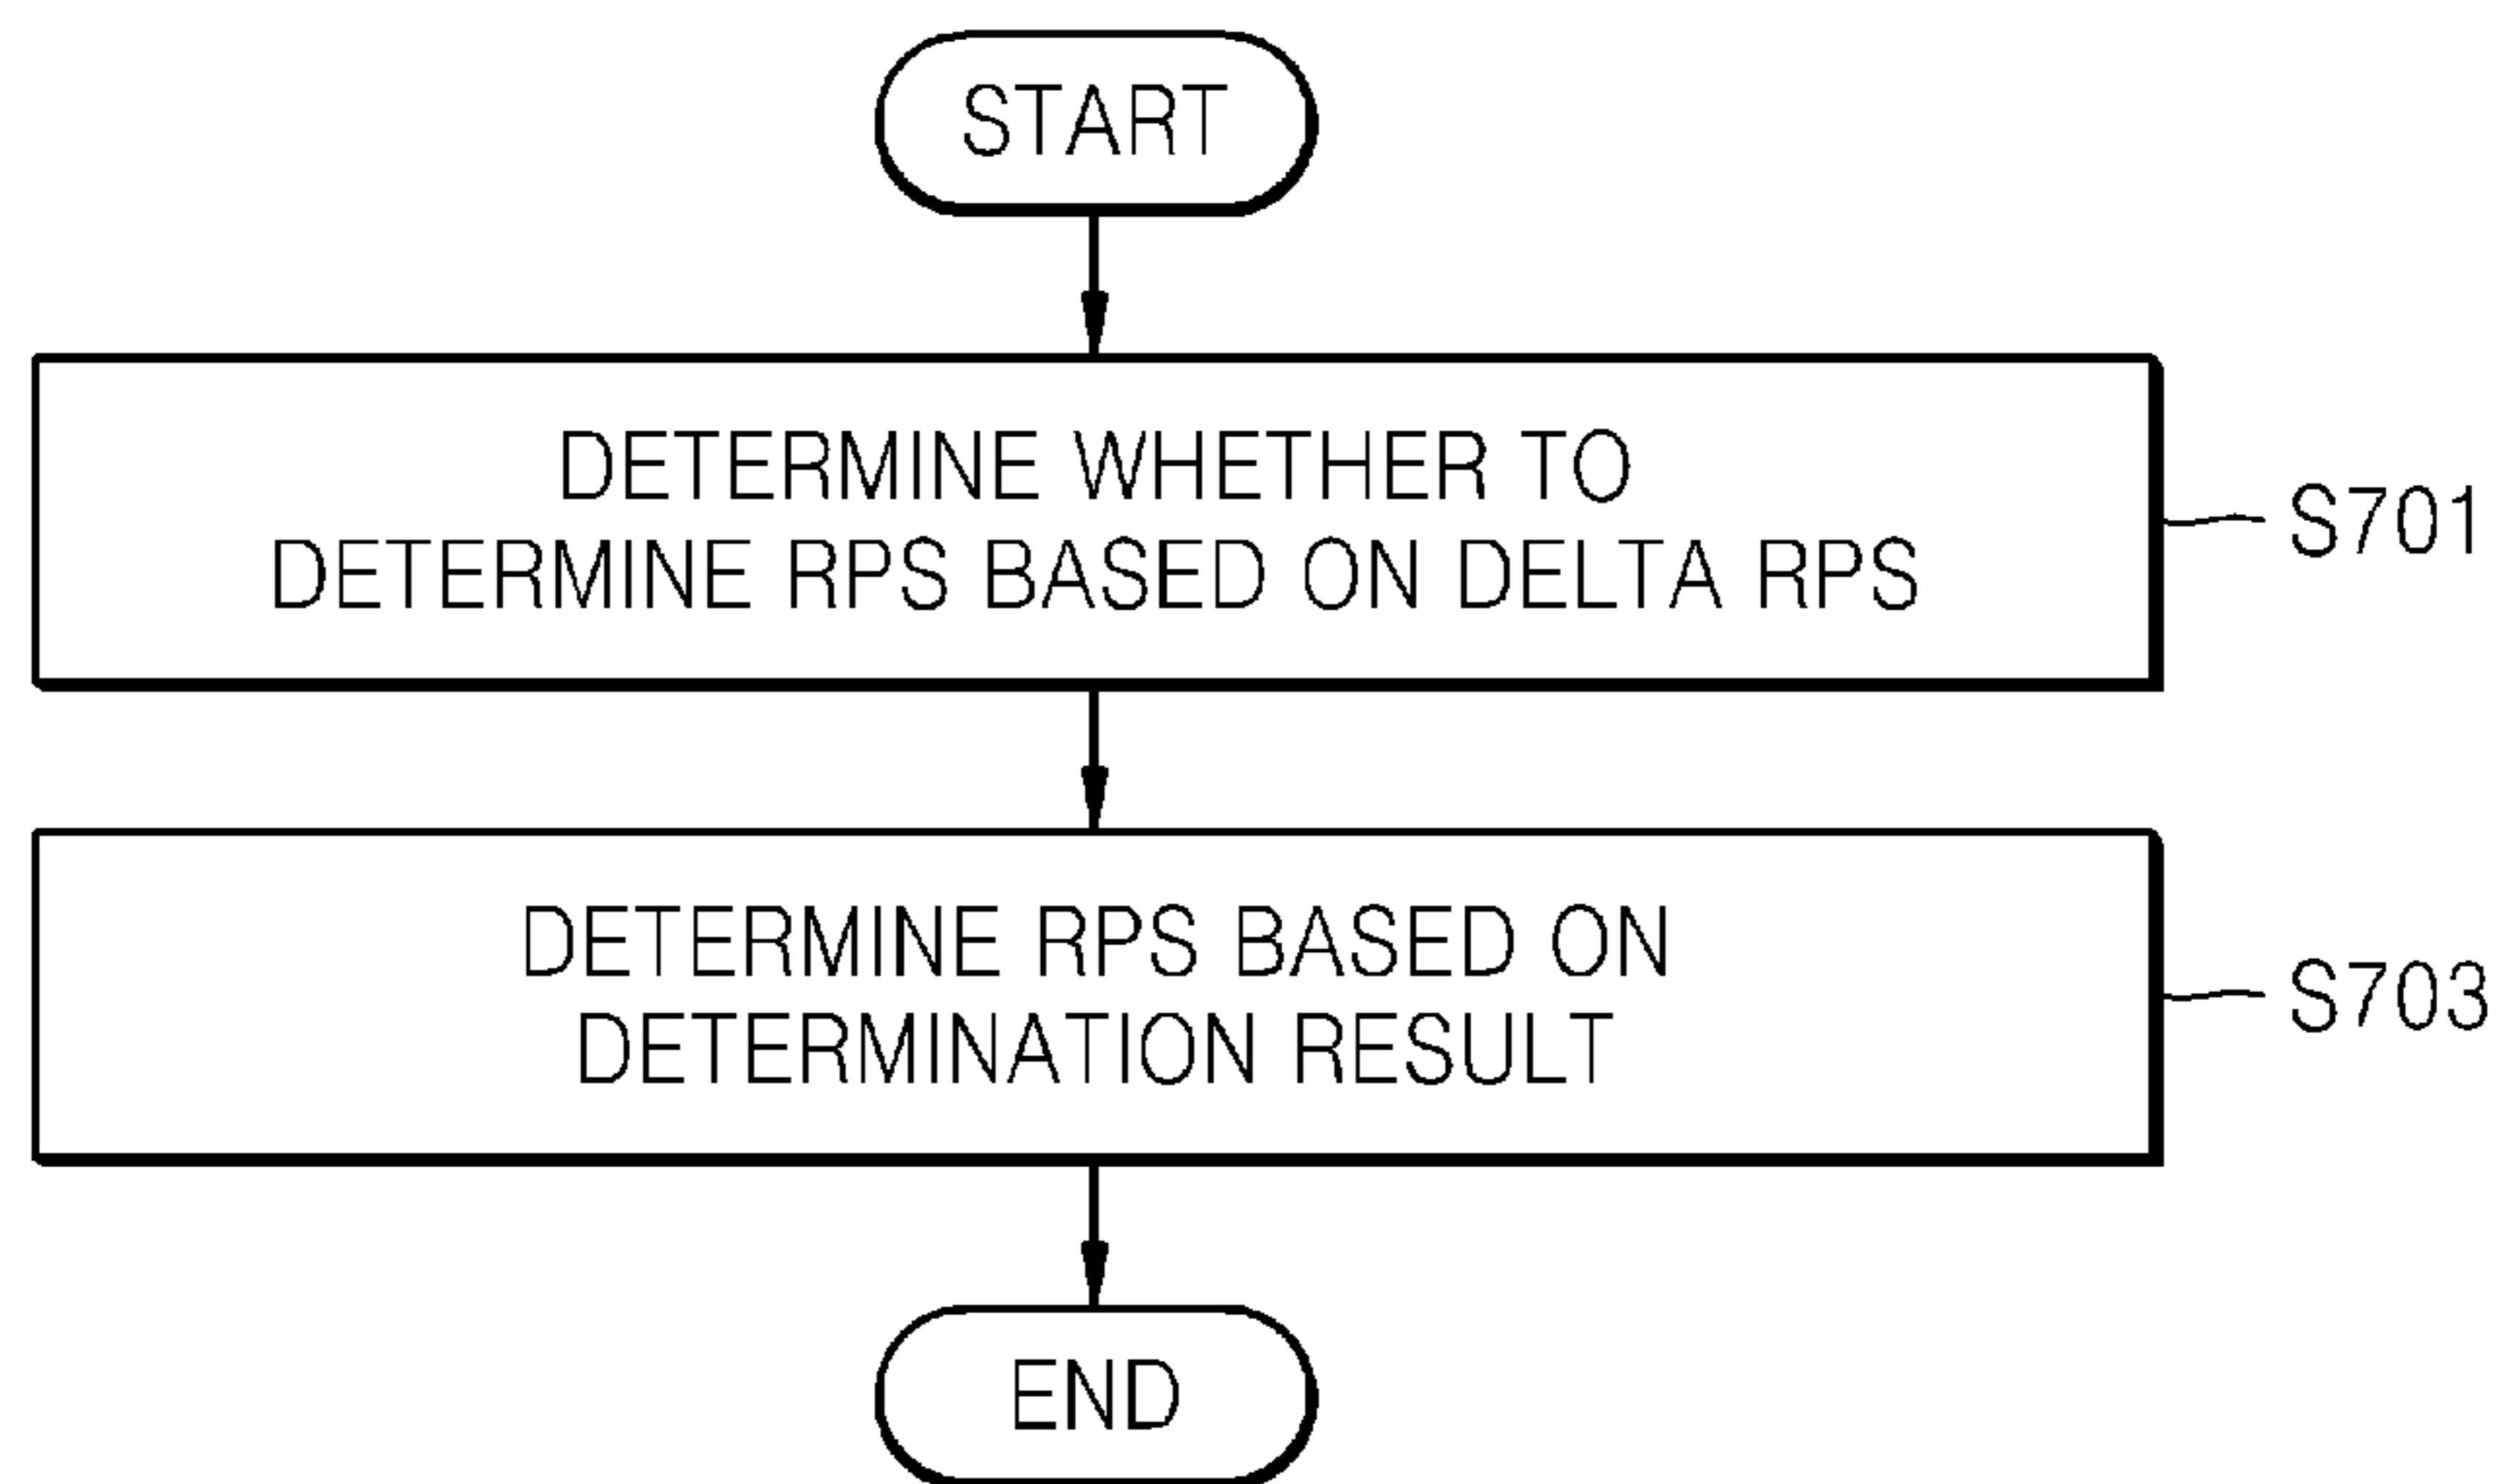 START
DETERMINE WHETHER TO
DETERMINE RPS BASED ON DELTA RPS
S701
DETERMINE RPS BASED ON
DETERMINATION RESULT
S703
END